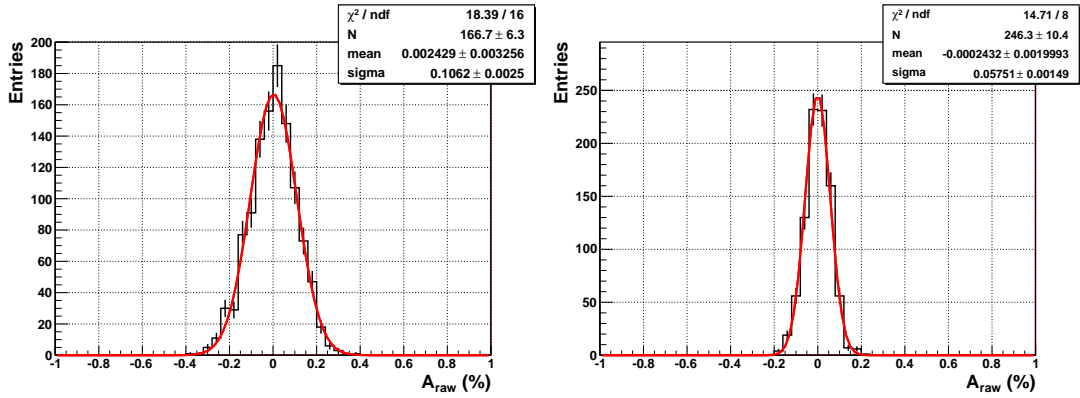 χ² / ndf 18.39 / 16
N 166.7 ± 6.3
mean 0.002429 ± 0.003256
sigma 0.1062 ± 0.0025
Entries
200
180
160
140
120
100
80
60
40
20
0
-1 -0.8 -0.6 -0.4 -0.2 0 0.2 0.4 0.6 0.8 1
A_raw (%)
χ² / ndf 14.71 / 8
N 246.3 ± 10.4
mean -0.0002432 ± 0.0019993
sigma 0.05751 ± 0.00149
Entries
250
200
150
100
50
0
-1 -0.8 -0.6 -0.4 -0.2 0 0.2 0.4 0.6 0.8 1
A_raw (%)